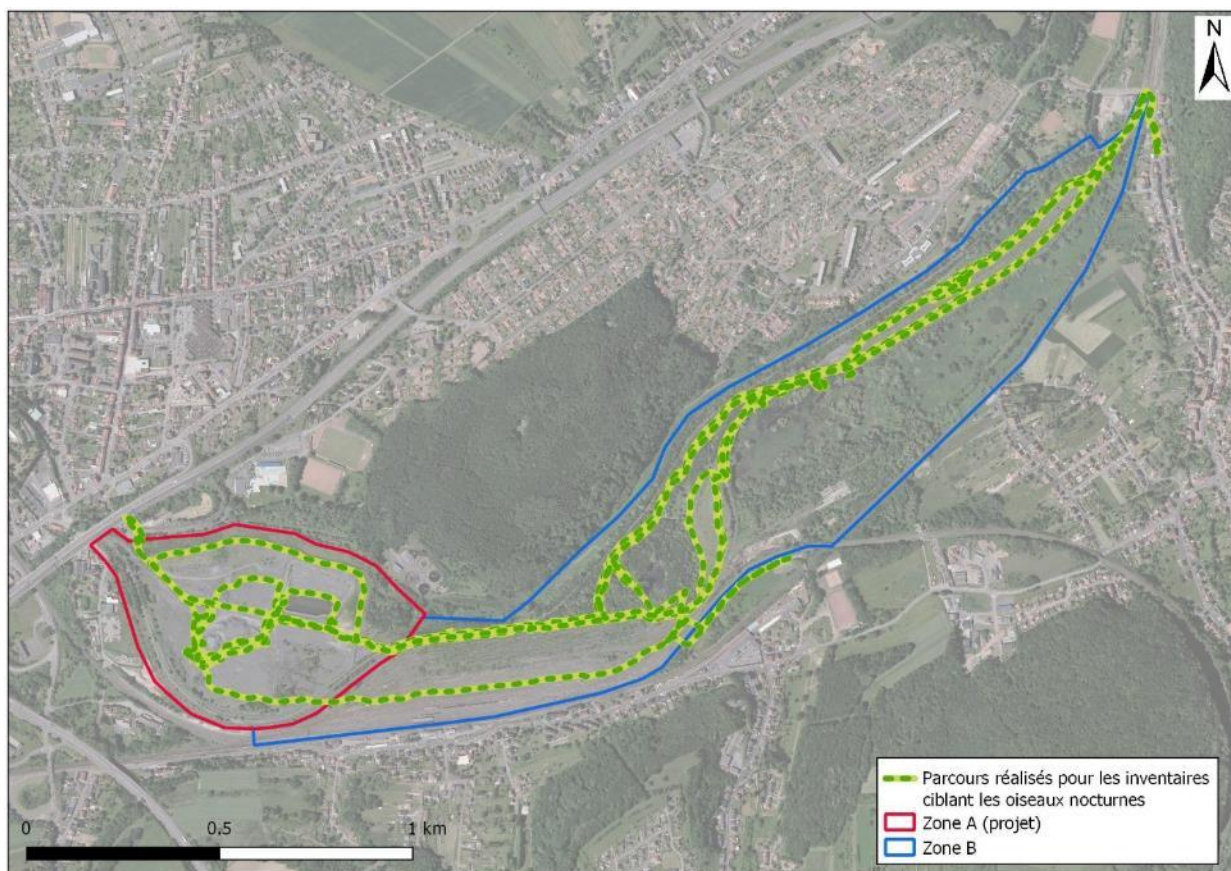 N
Parcours réalisés pour les inventaires
ciblant les oiseaux nocturnes
Zone A (projet)
Zone B
0 0.5 1 km